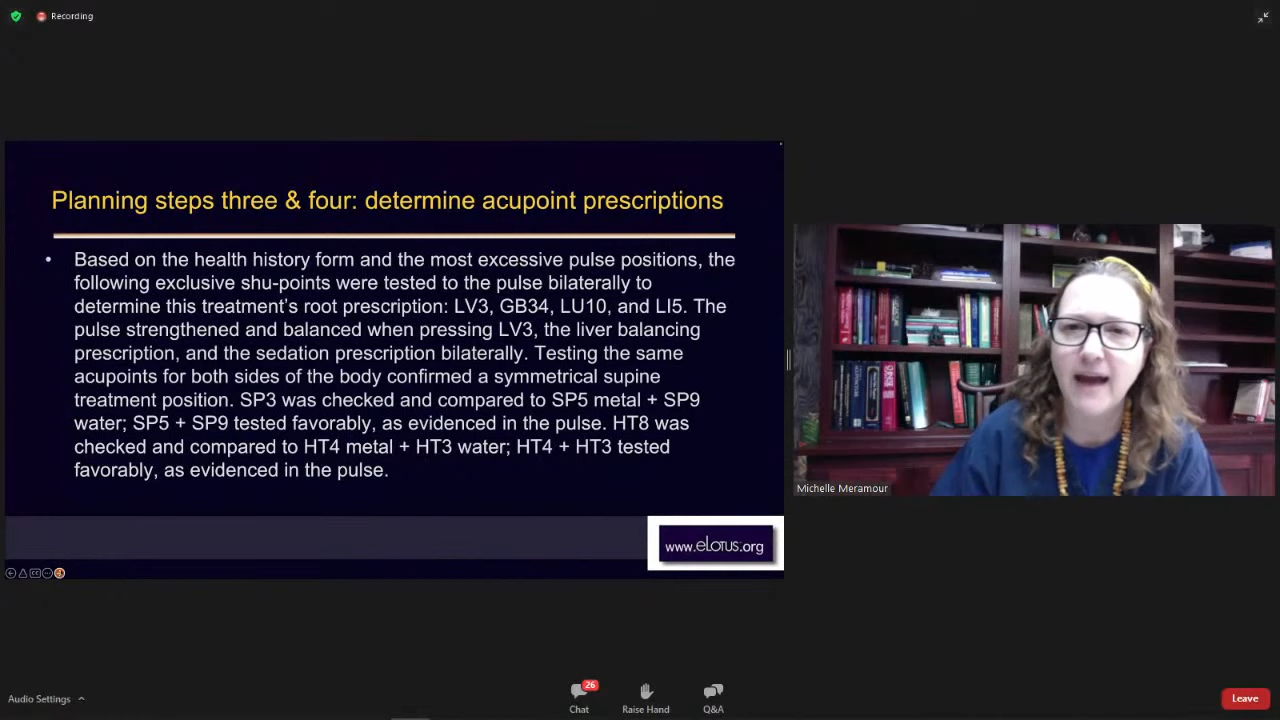 Recording
Planning steps three & four: determine acupoint prescriptions
• Based on the health history form and the most excessive pulse positions, the
following exclusive shu-points were tested to the pulse bilaterally to
determine this treatment's root prescription: LV3, GB34, LU10, and LI5. The
pulse strengthened and balanced when pressing LV3, the liver balancing
prescription, and the sedation prescription bilaterally. Testing the same
acupoints for both sides of the body confirmed a symmetrical supine
treatment position. SP3 was checked and compared to SP5 metal + SP9
water; SP5 + SP9 tested favorably, as evidenced in the pulse. HT8 was
checked and compared to HT4 metal + HT3 water; HT4 + HT3 tested
favorably, as evidenced in the pulse.
www.eLotus.org
Michelle Meramour
Audio Settings
26
Chat
Raise Hand
Q&A
Leave